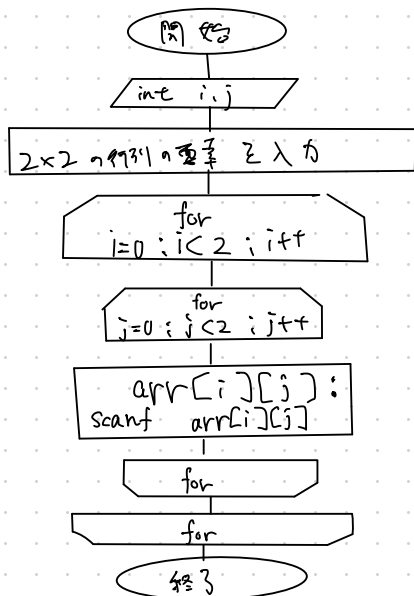 開始
int i,j
2×2の行列の要素を入力
for
i=0 ; i<2 ; i++
for
j=0 ; j<2 ; j++
arr[i][j] :
scanf arr[i][j]
for
for
終了